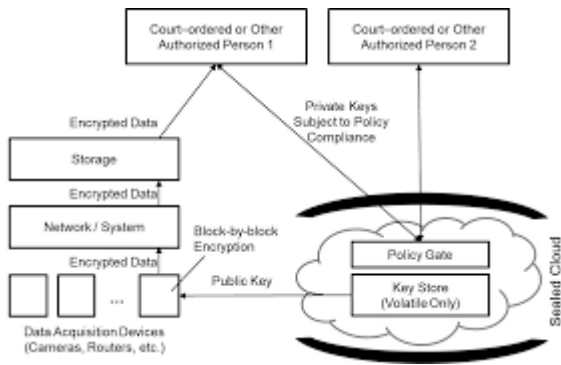 Court–ordered or Other
Authorized Person 1
Court–ordered or Other
Authorized Person 2
Encrypted Data
Private Keys
Subject to Policy
Compliance
Storage
Encrypted Data
Network / System
Block-by-block
Encryption
Encrypted Data
Public Key
Policy Gate
Key Store
(Volatile Only)
Sealed Cloud
...
Data Acquisition Devices
(Cameras, Routers, etc.)